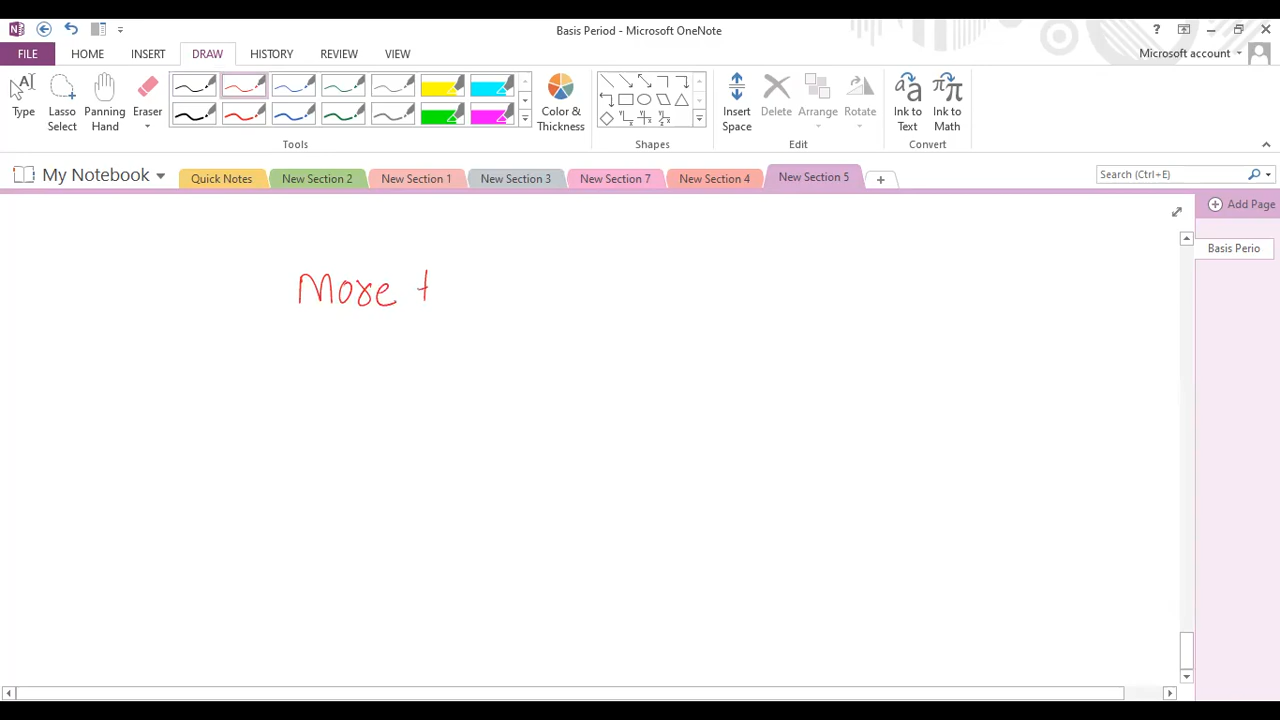 Basis Period - Microsoft OneNote
?
FILE HOME INSERT DRAW HISTORY REVIEW VIEW
Microsoft account
Type Lasso Select Panning Hand Eraser Color & Thickness Insert Space Delete Arrange Rotate Ink to Text Ink to Math
Tools Shapes Edit Convert
My Notebook Quick Notes New Section 2 New Section 1 New Section 3 New Section 7 New Section 4 New Section 5 Search (Ctrl+E)
Add Page
Basis Perio
More t